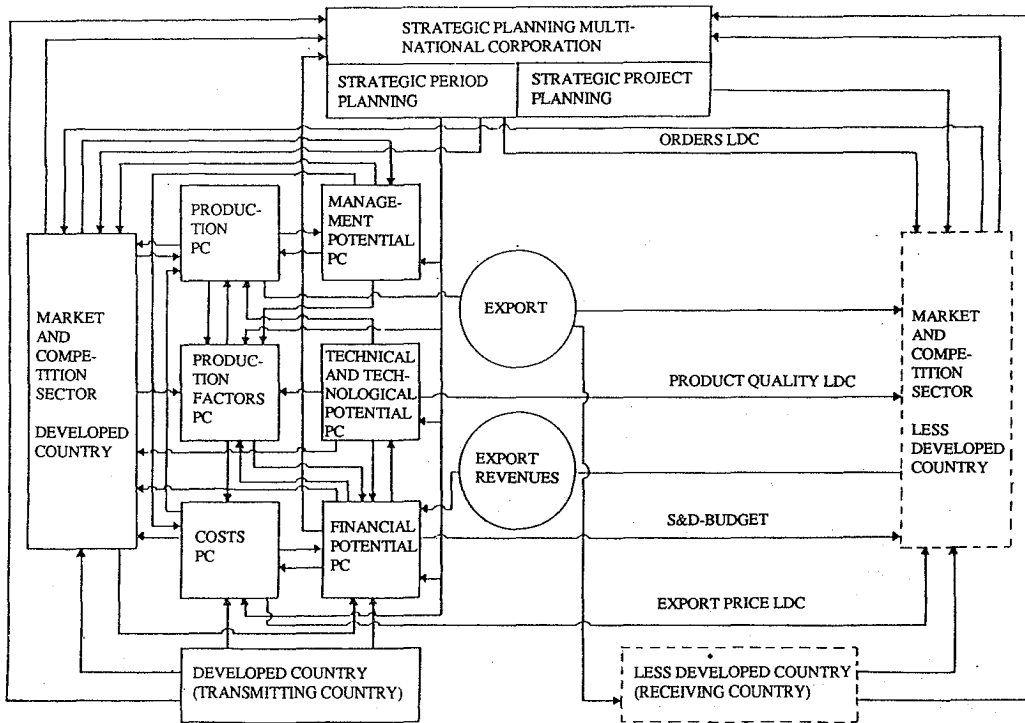 STRATEGIC PLANNING MULTI-
NATIONAL CORPORATION
STRATEGIC PERIOD
PLANNING
STRATEGIC PROJECT
PLANNING
ORDERS LDC
PRODUC-
TION
PC
MANAGE-
MENT
POTENTIAL
PC
EXPORT
MARKET
AND
COMPE-
TITION
SECTOR
DEVELOPED
COUNTRY
PRODUC-
TION
FACTORS
PC
TECHNICAL
AND TECH-
NOLOGICAL
POTENTIAL
PC
PRODUCT QUALITY LDC
MARKET
AND
COMPE-
TITION
SECTOR
LESS
DEVELOPED
COUNTRY
EXPORT
REVENUES
COSTS
PC
FINANCIAL
POTENTIAL
PC
S&D-BUDGET
EXPORT PRICE LDC
DEVELOPED COUNTRY
(TRANSMITTING COUNTRY)
LESS DEVELOPED COUNTRY
(RECEIVING COUNTRY)